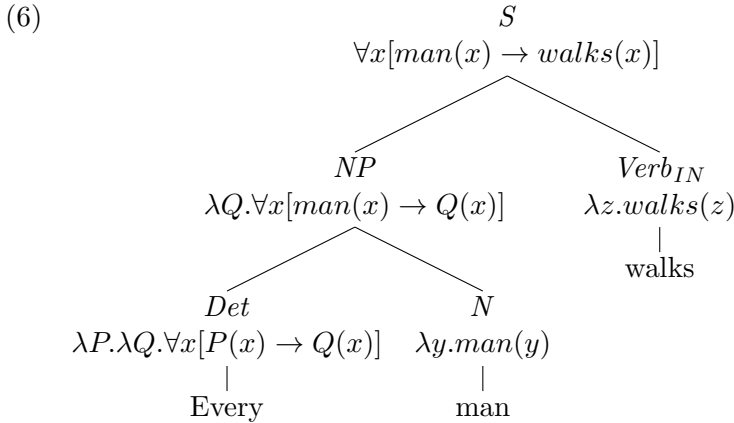 (6) S
∀x[man(x) → walks(x)]
NP Verb_IN
λQ.∀x[man(x) → Q(x)] λz.walks(z)
walks
Det N
λP.λQ.∀x[P(x) → Q(x)] λy.man(y)
Every man